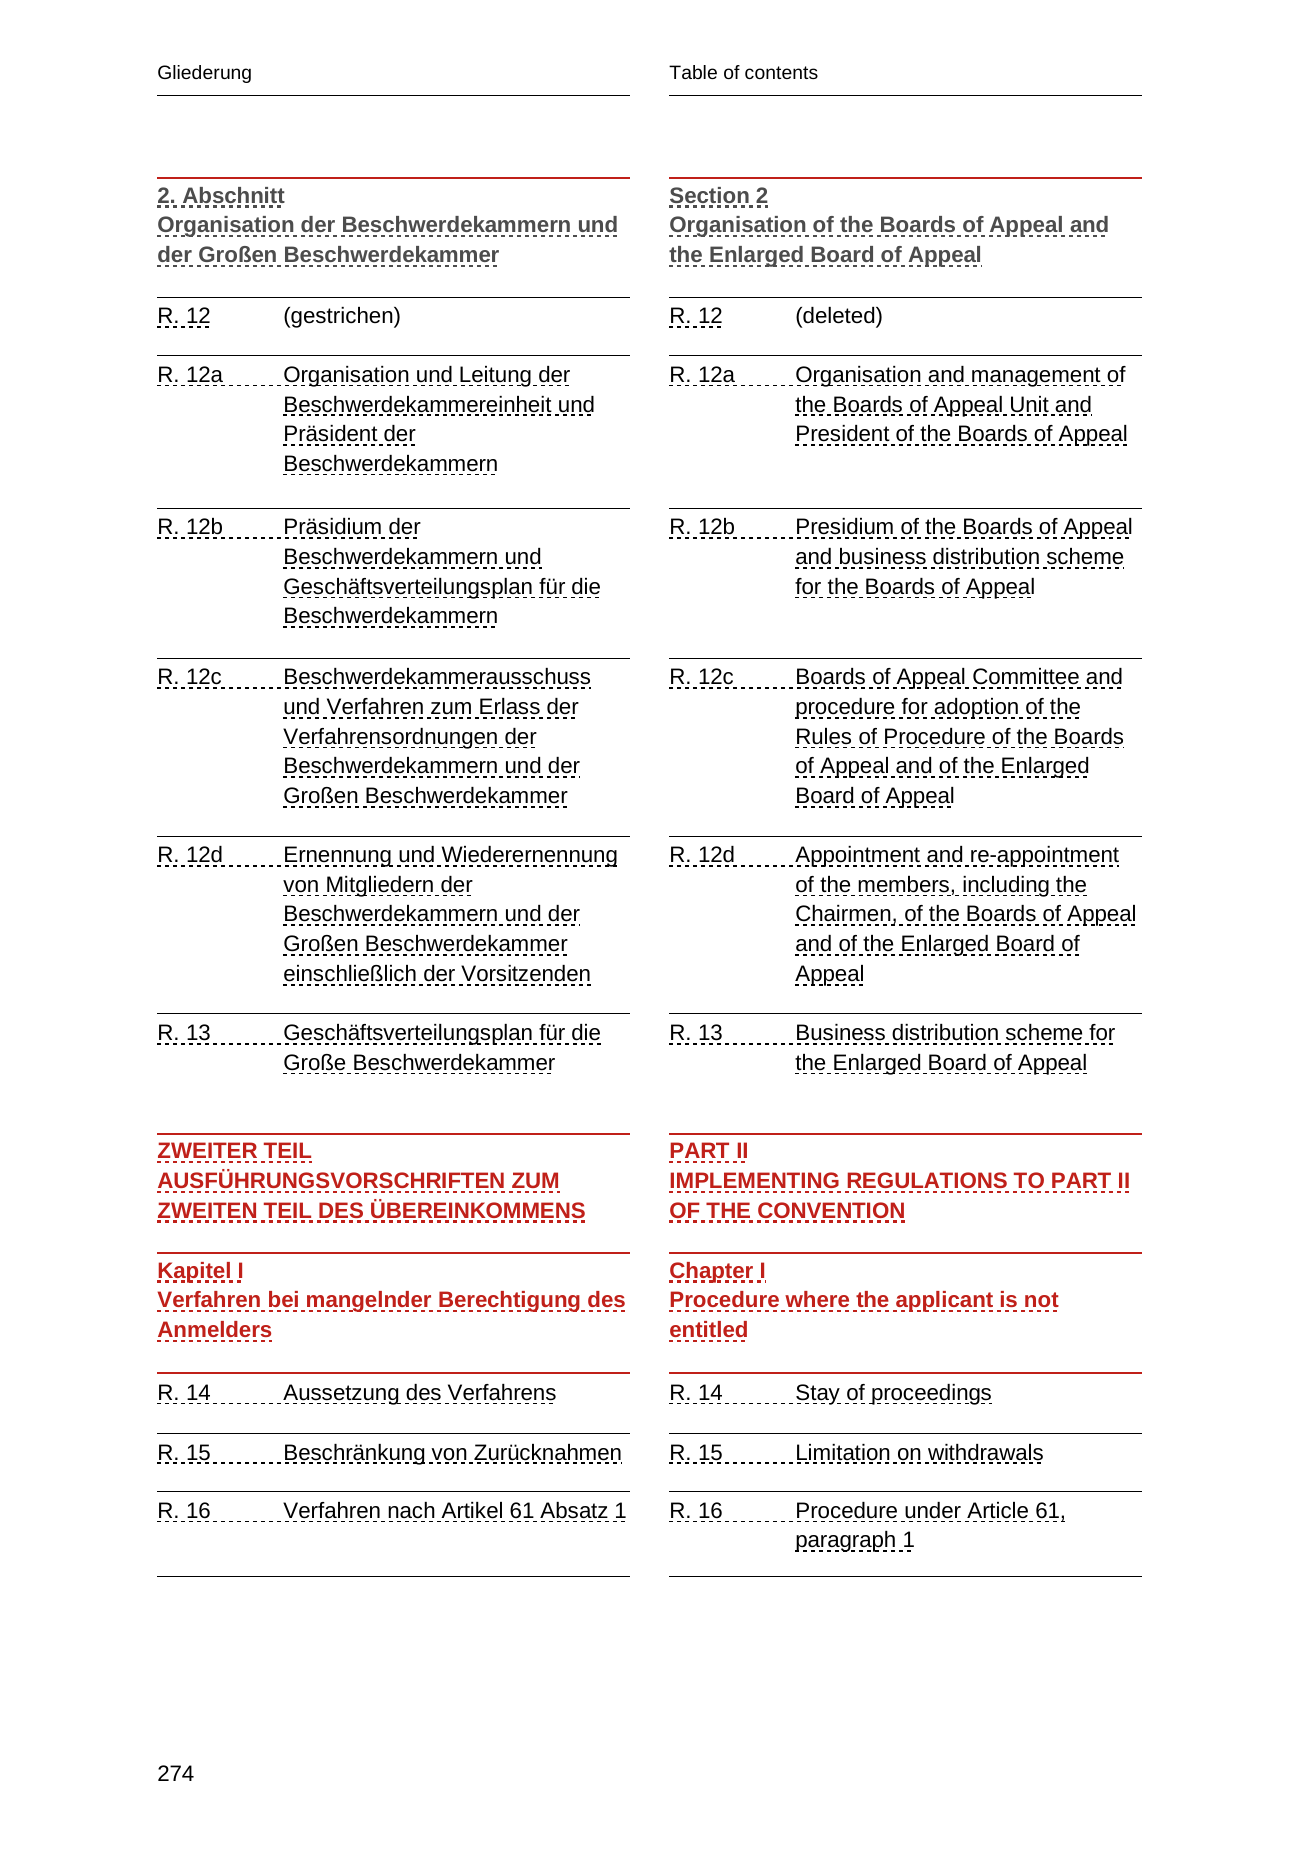 Gliederung
2. Abschnitt
Organisation der Beschwerdekammern und
der Großen Beschwerdekammer
R. 12 (gestrichen)
R. 12a Organisation und Leitung der
Beschwerdekammereinheit und
Präsident der
Beschwerdekammern
R. 12b Präsidium der
Beschwerdekammern und
Geschäftsverteilungsplan für die
Beschwerdekammern
R. 12c Beschwerdekammerausschuss
und Verfahren zum Erlass der
Verfahrensordnungen der
Beschwerdekammern und der
Großen Beschwerdekammer
R. 12d Ernennung und Wiederernennung
von Mitgliedern der
Beschwerdekammern und der
Großen Beschwerdekammer
einschließlich der Vorsitzenden
R. 13 Geschäftsverteilungsplan für die
Große Beschwerdekammer
ZWEITER TEIL
AUSFÜHRUNGSVORSCHRIFTEN ZUM
ZWEITEN TEIL DES ÜBEREINKOMMENS
Kapitel I
Verfahren bei mangelnder Berechtigung des
Anmelders
R. 14 Aussetzung des Verfahrens
R. 15 Beschränkung von Zurücknahmen
R. 16 Verfahren nach Artikel 61 Absatz 1
Table of contents
Section 2
Organisation of the Boards of Appeal and
the Enlarged Board of Appeal
R. 12 (deleted)
R. 12a Organisation and management of
the Boards of Appeal Unit and
President of the Boards of Appeal
R. 12b Presidium of the Boards of Appeal
and business distribution scheme
for the Boards of Appeal
R. 12c Boards of Appeal Committee and
procedure for adoption of the
Rules of Procedure of the Boards
of Appeal and of the Enlarged
Board of Appeal
R. 12d Appointment and re-appointment
of the members, including the
Chairmen, of the Boards of Appeal
and of the Enlarged Board of
Appeal
R. 13 Business distribution scheme for
the Enlarged Board of Appeal
PART II
IMPLEMENTING REGULATIONS TO PART II
OF THE CONVENTION
Chapter I
Procedure where the applicant is not
entitled
R. 14 Stay of proceedings
R. 15 Limitation on withdrawals
R. 16 Procedure under Article 61,
paragraph 1
274